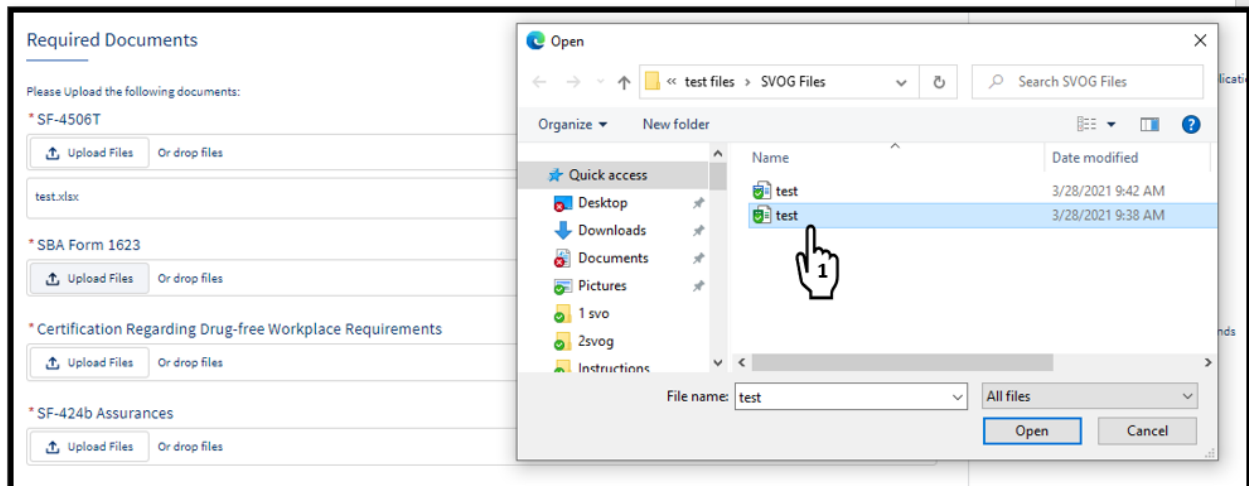 Required Documents
Please Upload the following documents:
* SF-4506T
Upload Files Or drop files
test.xlsx
* SBA Form 1623
Upload Files Or drop files
* Certification Regarding Drug-free Workplace Requirements
Upload Files Or drop files
* SF-424b Assurances
Upload Files Or drop files
Open
« test files > SVOG Files
Search SVOG Files
Organize
New folder
?
Quick access
Desktop
Downloads
Documents
Pictures
1 svo
2svog
Instructions
Name Date modified
test 3/28/2021 9:42 AM
test 3/28/2021 9:38 AM
1
File name: test
All files
Open
Cancel